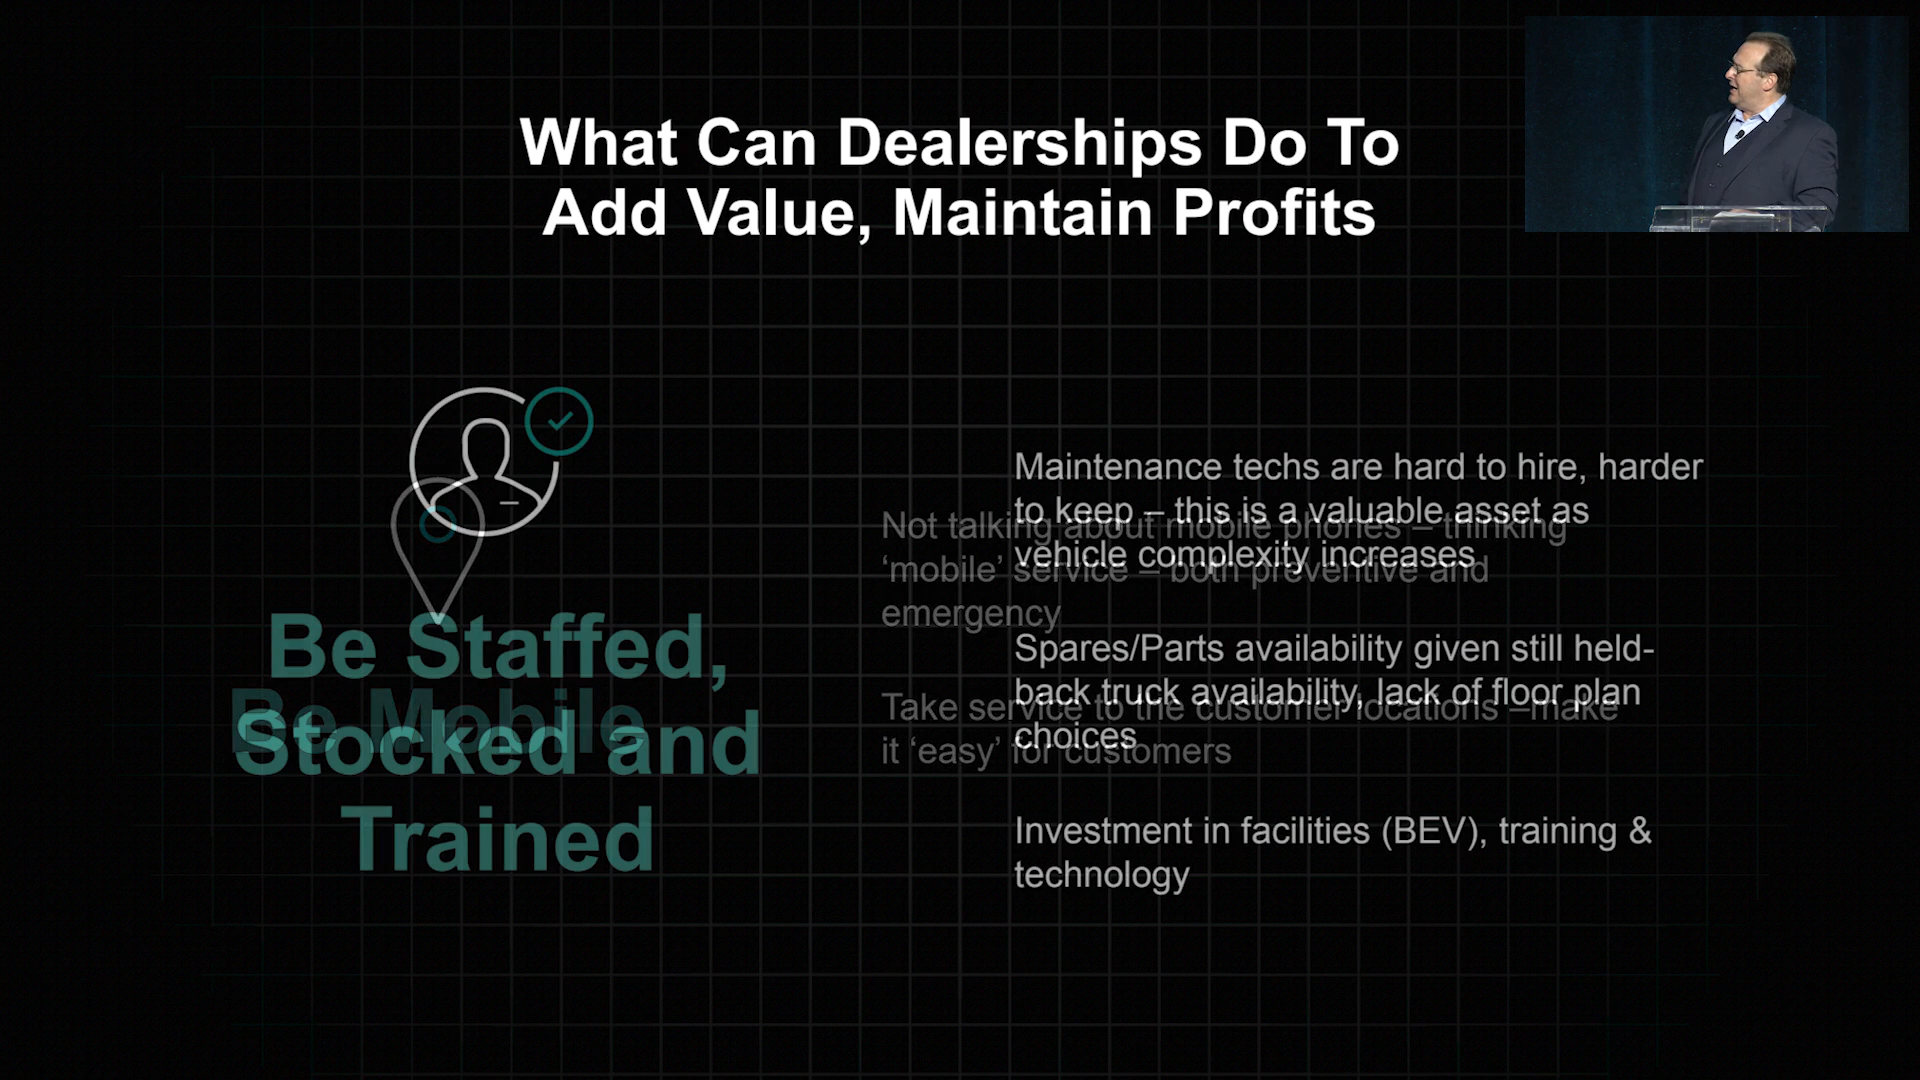 What Can Dealerships Do To
Add Value, Maintain Profits
Be Staffed,
Stocked and
Trained
Be Mobile
Maintenance techs are hard to hire, harder
to keep – this is a valuable asset as
vehicle complexity increases
Spares/Parts availability given still held-
back truck availability, lack of floor plan
choices
Investment in facilities (BEV), training &
technology
Not talking about mobile phones – thinking
‘mobile’ service – both preventive and
emergency
Take service to the customer locations –make
it ‘easy’ for customers